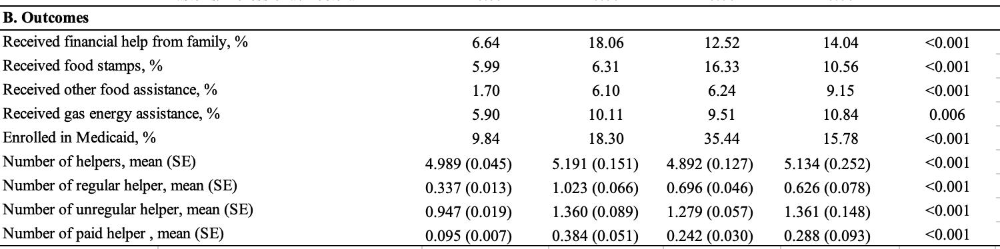 B. Outcomes
Received financial help from family, % 6.64 18.06 12.52 14.04 <0.001
Received food stamps, % 5.99 6.31 16.33 10.56 <0.001
Received other food assistance, % 1.70 6.10 6.24 9.15 <0.001
Received gas energy assistance, % 5.90 10.11 9.51 10.84 0.006
Enrolled in Medicaid, % 9.84 18.30 35.44 15.78 <0.001
Number of helpers, mean (SE) 4.989 (0.045) 5.191 (0.151) 4.892 (0.127) 5.134 (0.252) <0.001
Number of regular helper, mean (SE) 0.337 (0.013) 1.023 (0.066) 0.696 (0.046) 0.626 (0.078) <0.001
Number of unregular helper, mean (SE) 0.947 (0.019) 1.360 (0.089) 1.279 (0.057) 1.361 (0.148) <0.001
Number of paid helper , mean (SE) 0.095 (0.007) 0.384 (0.051) 0.242 (0.030) 0.288 (0.093) <0.001